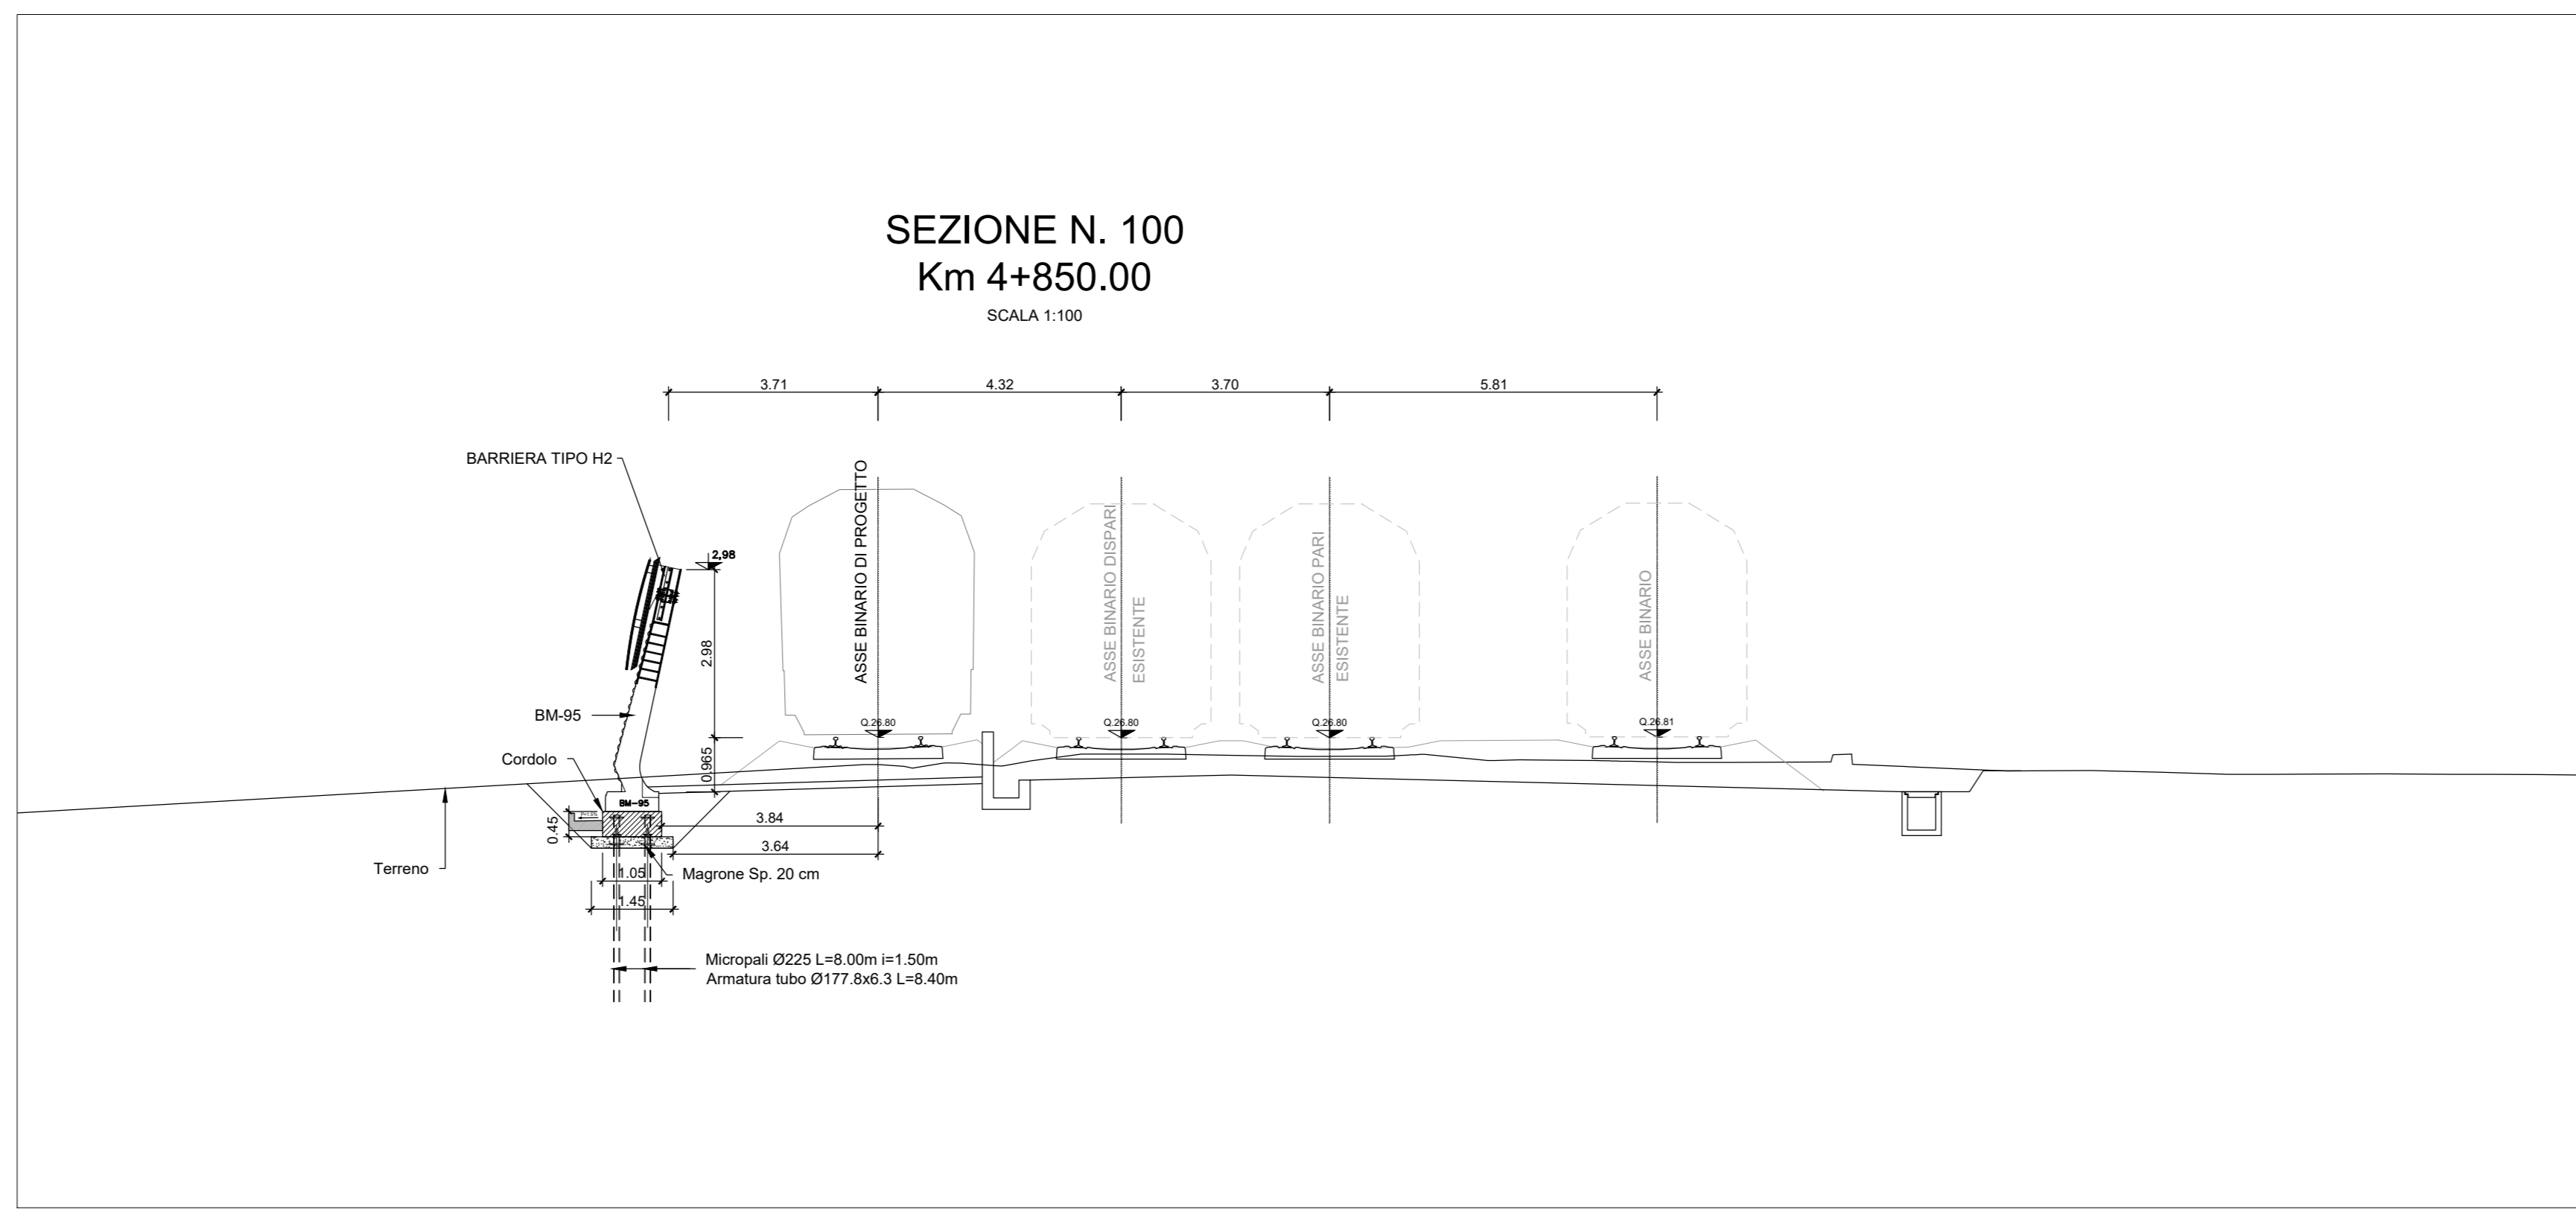 SEZIONE N. 100
Km 4+850.00
SCALA 1:100
3.71
4.32
3.70
5.81
BARRIERA TIPO H2
2,98
2.98
0.965
ASSE BINARIO DI PROGETTO
ASSE BINARIO DISPARI
ESISTENTE
ASSE BINARIO PARI
ESISTENTE
ASSE BINARIO
Q.26.80
Q.26.80
Q.26.80
Q.26.81
BM-95
Cordolo
BM-95
0.45
3.84
3.64
Terreno
1.05
Magrone Sp. 20 cm
1.45
Micropali Ø225 L=8.00m i=1.50m
Armatura tubo Ø177.8x6.3 L=8.40m